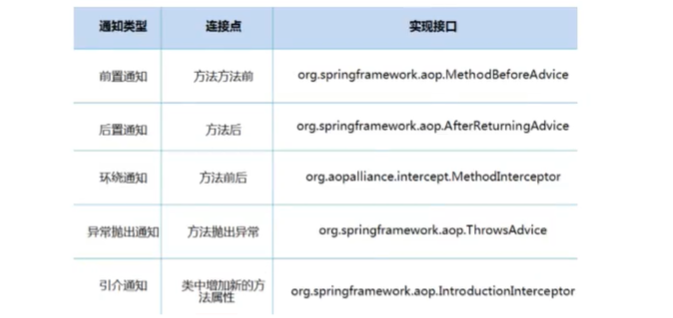 通知类型 连接点 实现接口
前置通知 方法方法前 org.springframework.aop.MethodBeforeAdvice
后置通知 方法后 org.springframework.aop.AfterReturningAdvice
环绕通知 方法前后 org.aopalliance.intercept.MethodInterceptor
异常抛出通知 方法抛出异常 org.springframework.aop.ThrowsAdvice
引介通知 类中增加新的方
法属性 org.springframework.aop.IntroductionInterceptor